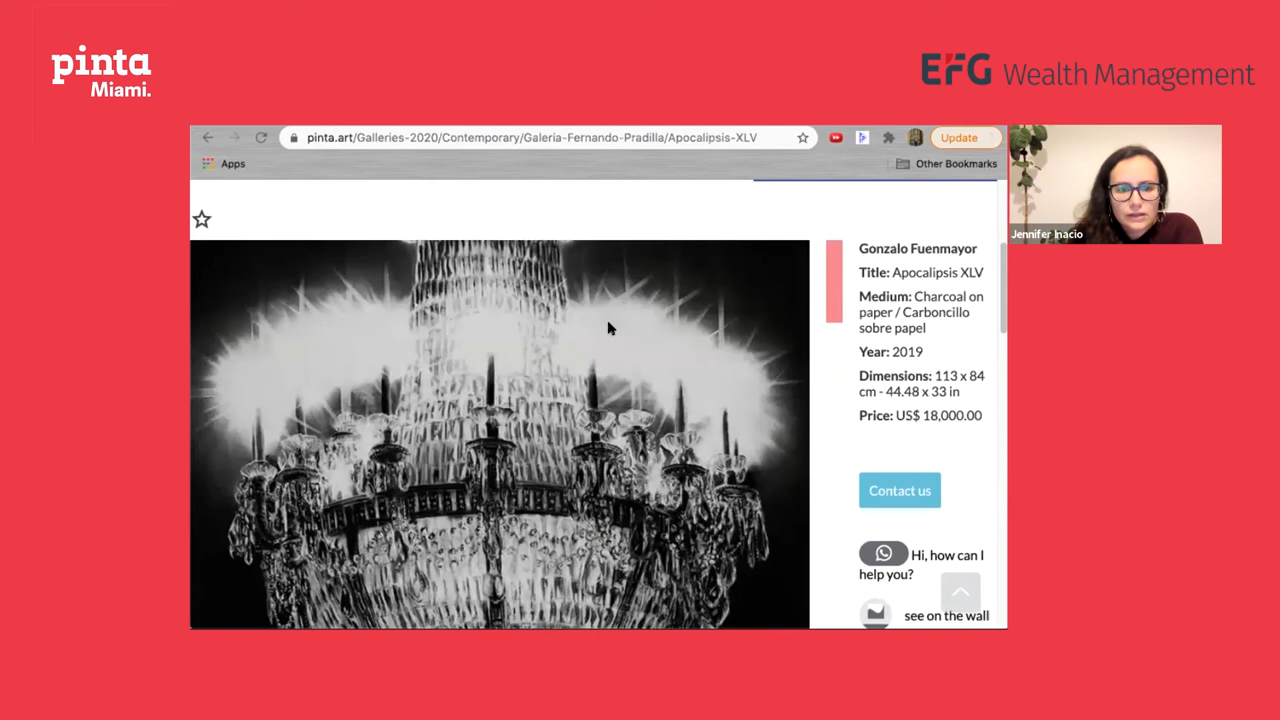 pinta
Miami.
EFG Wealth Management
pinta.art/Galleries-2020/Contemporary/Galeria-Fernando-Pradilla/Apocalipsis-XLV
Update
Apps
Other Bookmarks
Jennifer Inacio
Gonzalo Fuenmayor
Title: Apocalipsis XLV
Medium: Charcoal on
paper / Carboncillo
sobre papel
Year: 2019
Dimensions: 113 x 84
cm - 44.48 x 33 in
Price: US$ 18,000.00
Contact us
Hi, how can I
help you?
see on the wall